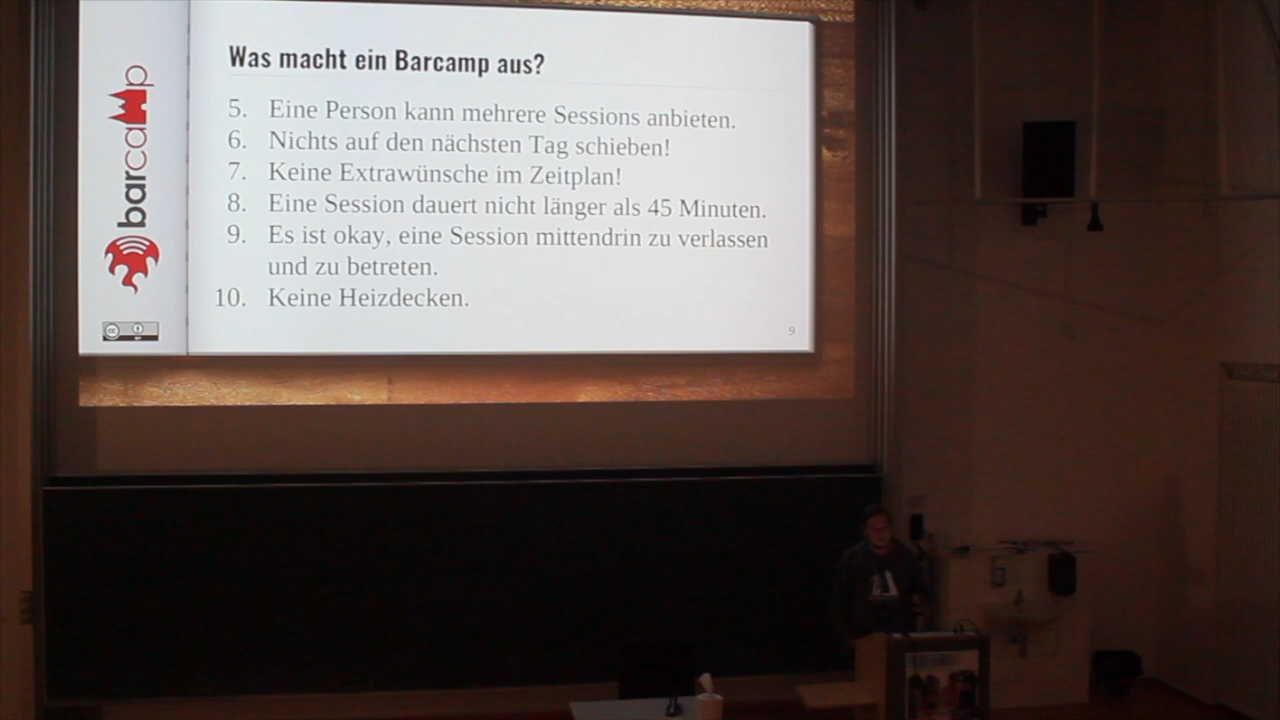 Was macht ein Barcamp aus?
5. Eine Person kann mehrere Sessions anbieten.
6. Nichts auf den nächsten Tag schieben!
7. Keine Extrawünsche im Zeitplan!
8. Eine Session dauert nicht länger als 45 Minuten.
9. Es ist okay, eine Session mittendrin zu verlassen
und zu betreten.
10. Keine Heizdecken.
9
barcamp
cc
BY